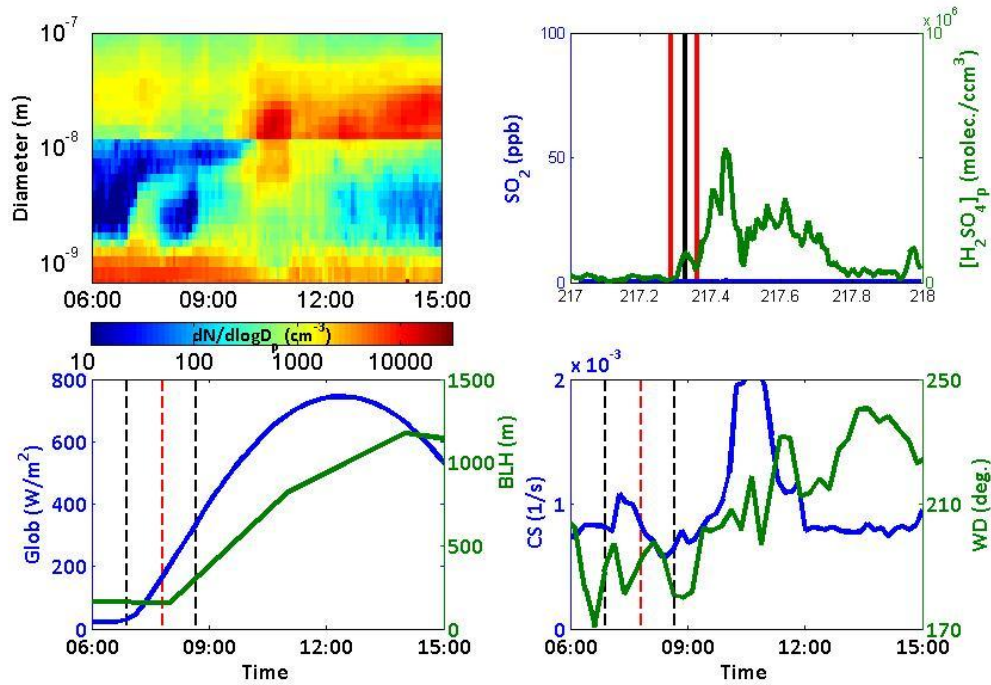 10⁻⁷
10⁻⁸
10⁻⁹
Diameter (m)
06:00 09:00 12:00 15:00
dN/dlogD_p (cm⁻³)
10 100 1000 10000
x 10⁶
100 10
50 5
0 0
SO₂ (ppb)
[H₂SO₄]_p (molec./ccm³)
217 217.2 217.4 217.6 217.8 218
800 1500
600
1000
400
500
200
0 0
Glob (W/m²)
BLH (m)
06:00 09:00 12:00 15:00
Time
x 10⁻³
2 250
1 210
0 170
CS (1/s)
WD (deg.)
06:00 09:00 12:00 15:00
Time